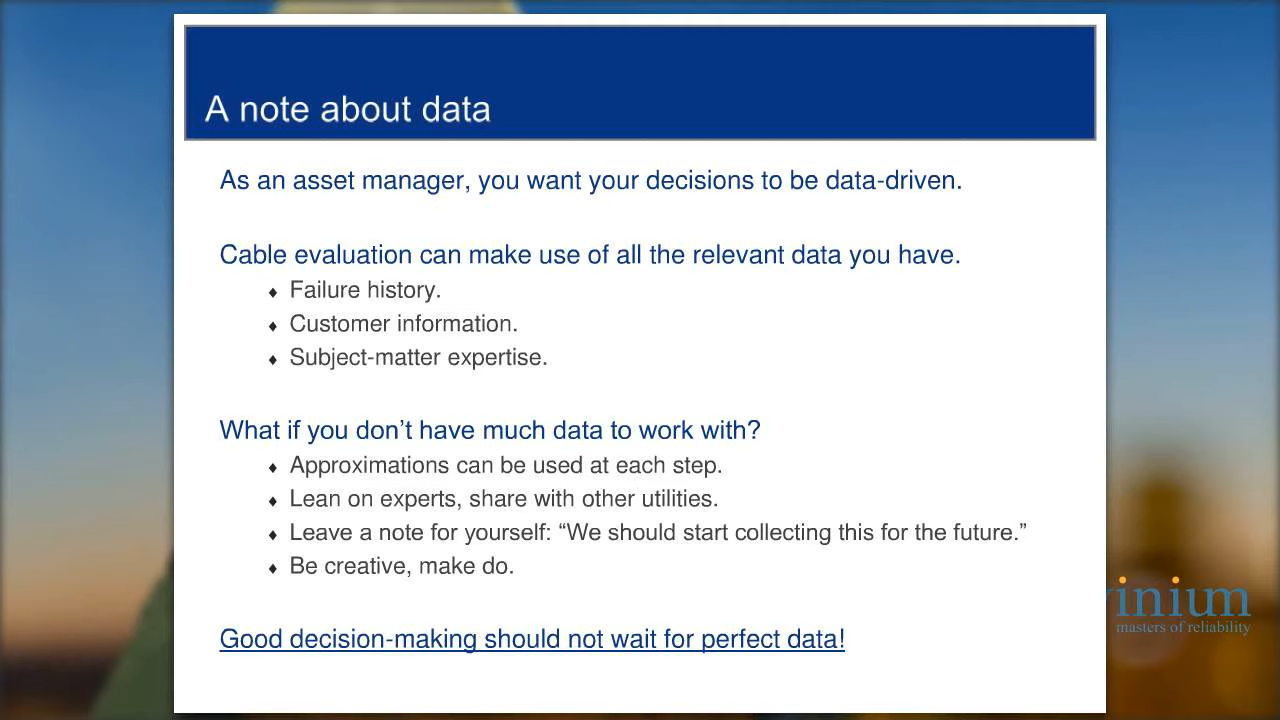 A note about data
As an asset manager, you want your decisions to be data-driven.
Cable evaluation can make use of all the relevant data you have.
♦ Failure history.
♦ Customer information.
♦ Subject-matter expertise.
What if you don’t have much data to work with?
♦ Approximations can be used at each step.
♦ Lean on experts, share with other utilities.
♦ Leave a note for yourself: “We should start collecting this for the future.”
♦ Be creative, make do.
Good decision-making should not wait for perfect data!
masters of reliability